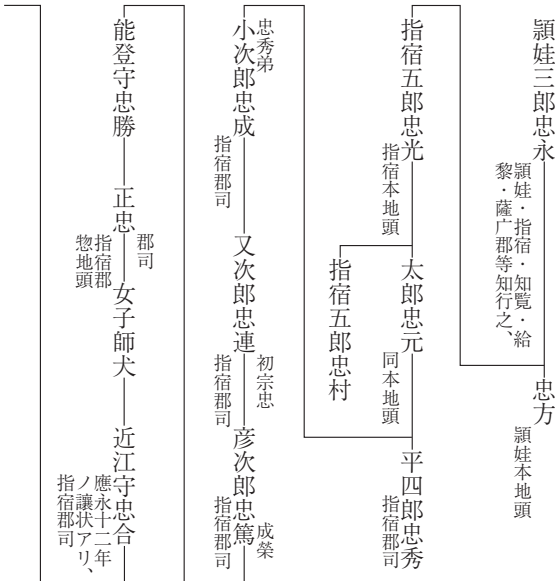 頴娃三郎忠永
頴娃・指宿・知覧・給
黎・薩广郡等知行之、
忠方
頴娃本地頭
指宿五郎忠光
指宿本地頭
太郎忠元
同本地頭
平四郎忠秀
指宿郡司
指宿五郎忠村
忠秀弟
小次郎忠成
指宿郡司
又次郎忠連
初宗忠
指宿郡司
彦次郎忠篤
成榮
指宿郡司
能登守忠勝
正忠
郡司
指宿郡
惣地頭
女子師犬
近江守忠合
應永十二年
ノ讓状アリ、
指宿郡司